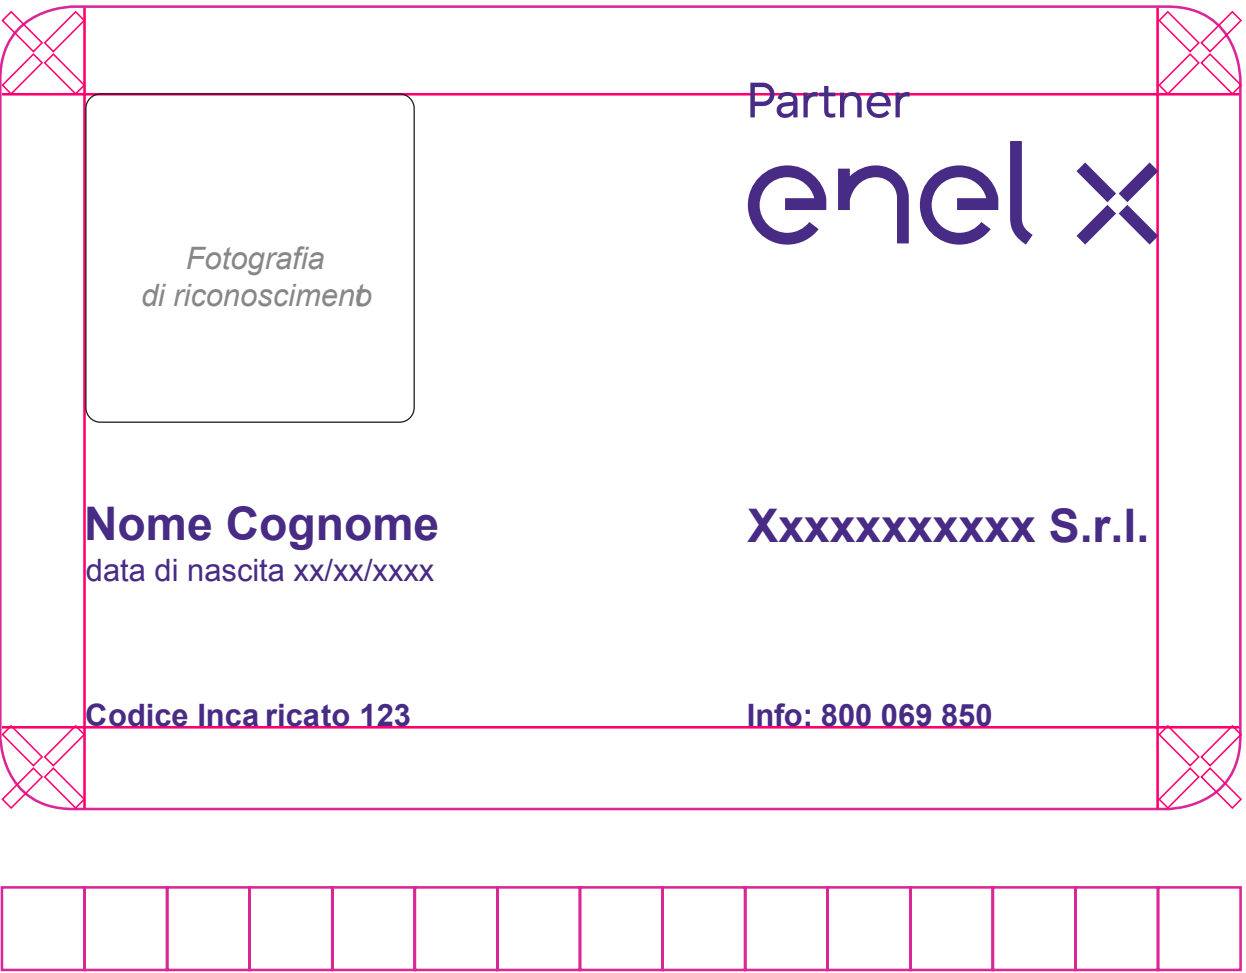 Partner
enel x
Fotografia
di riconoscimento
Nome Cognome
data di nascita xx/xx/xxxx
Xxxxxxxxxxx S.r.l.
Codice Incaricato 123
Info: 800 069 850